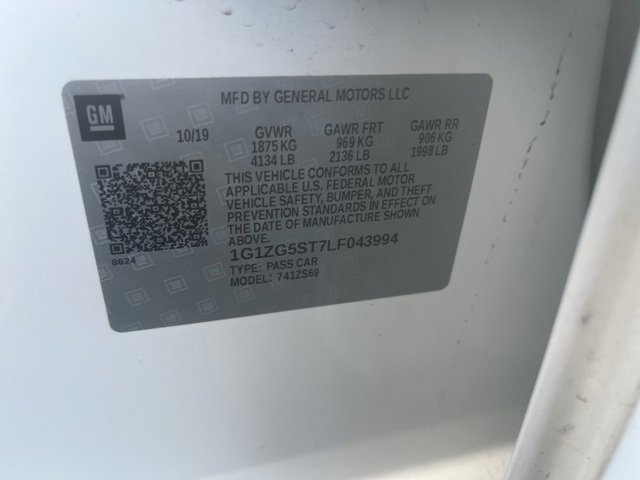 GM
MFD BY GENERAL MOTORS LLC
10/19 GVWR GAWR FRT GAWR RR
1875 KG 969 KG 906 KG
4134 LB 2136 LB 1998 LB
THIS VEHICLE CONFORMS TO ALL
APPLICABLE U.S. FEDERAL MOTOR
VEHICLE SAFETY, BUMPER, AND THEFT
PREVENTION STANDARDS IN EFFECT ON
THE DATE OF MANUFACTURE SHOWN
ABOVE.
8624
1G1ZG5ST7LF043994
TYPE: PASS CAR
MODEL: 741ZS69